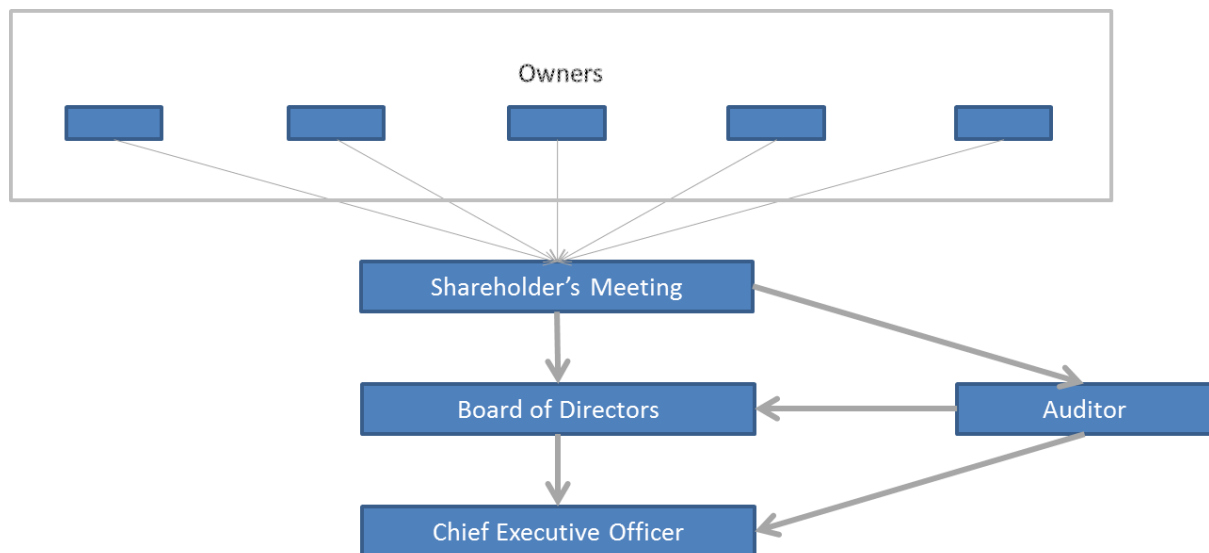 Owners
Shareholder’s Meeting
Board of Directors
Auditor
Chief Executive Officer